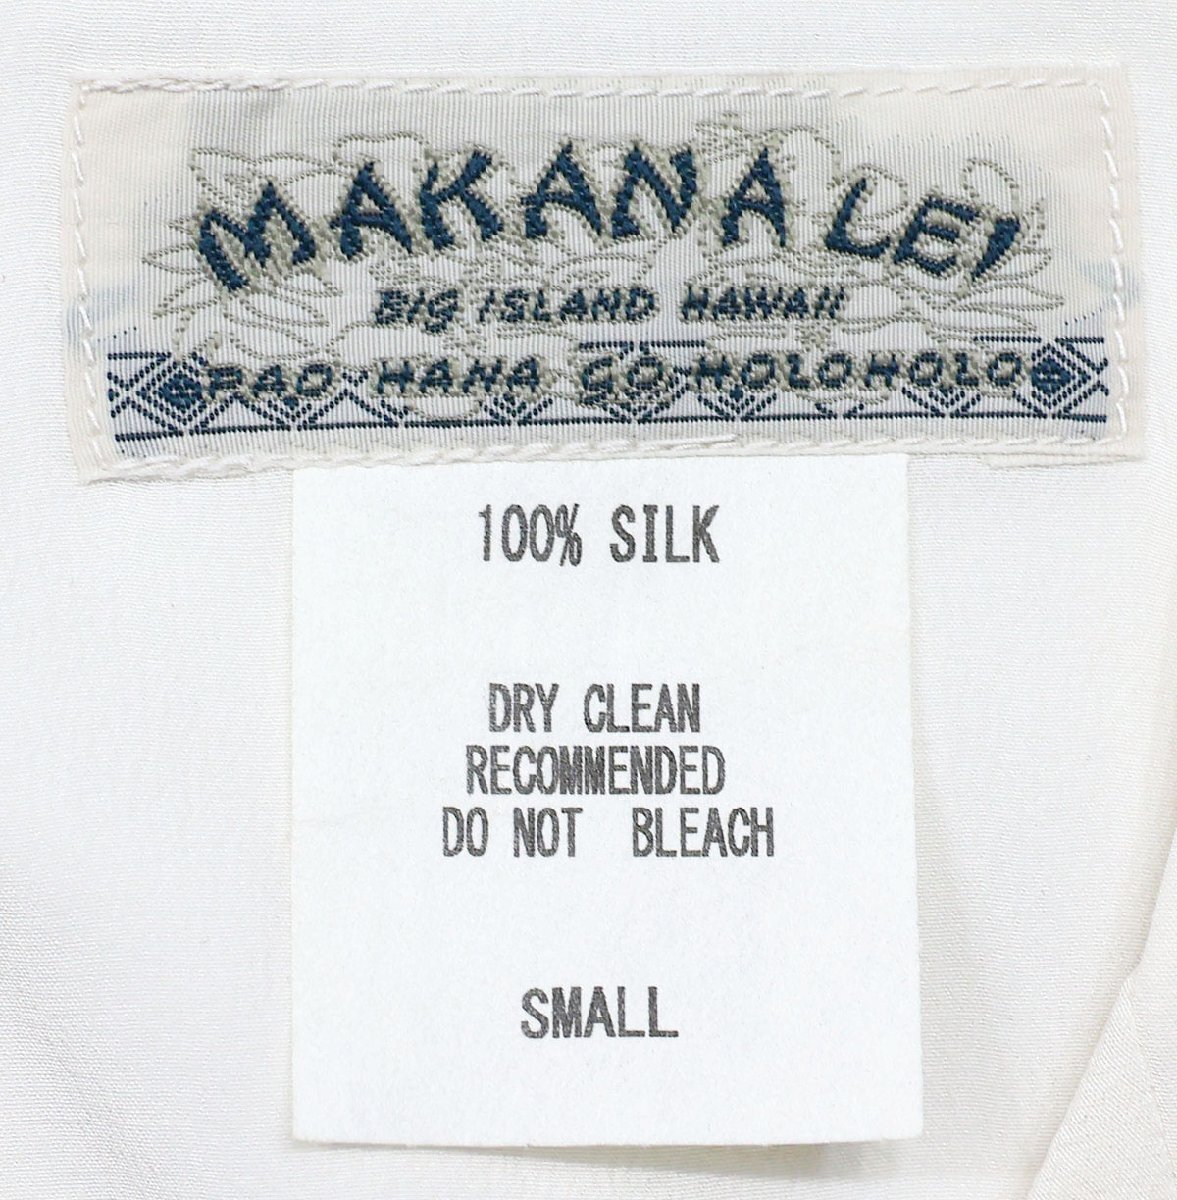 MAKANA LEI
BIG ISLAND HAWAII
PAO HANA GO HOLOHOLO
100% SILK
DRY CLEAN
RECOMMENDED
DO NOT BLEACH
SMALL